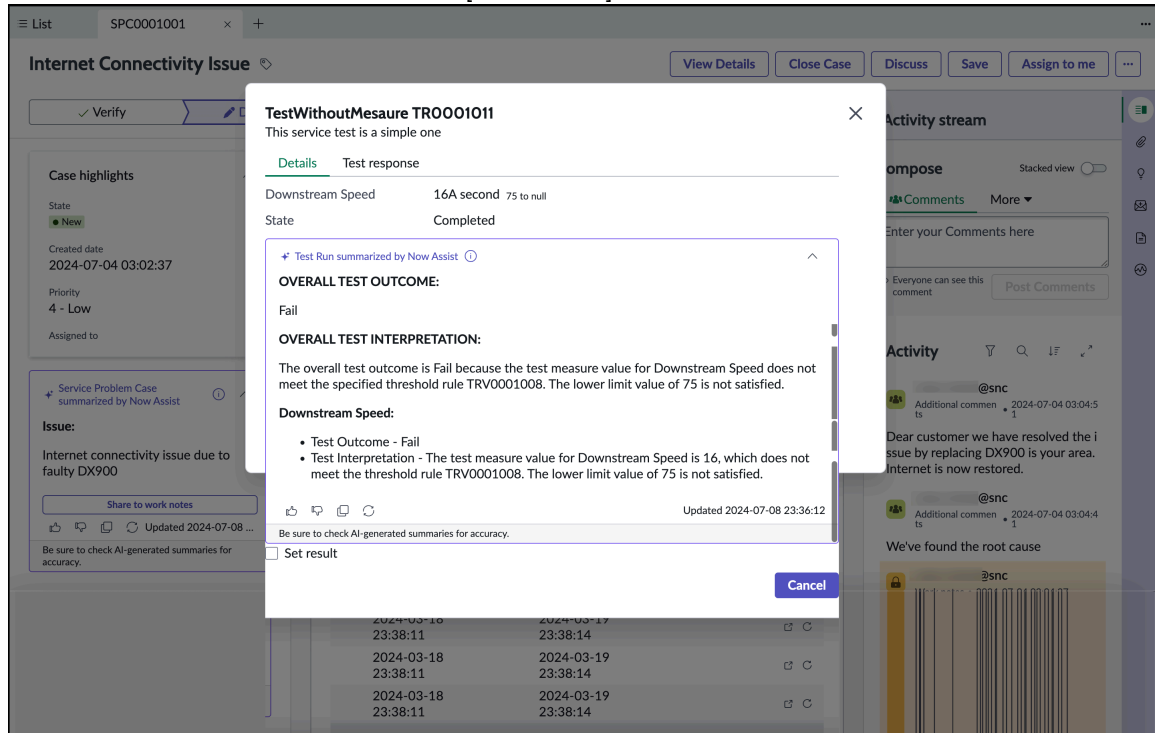 List
SPC0001001
Internet Connectivity Issue
View Details
Close Case
Discuss
Save
Assign to me
Verify
Case highlights
State
New
Created date
2024-07-04 03:02:37
Priority
4 - Low
Assigned to
Service Problem Case
summarized by Now Assist
Issue:
Internet connectivity issue due to
faulty DX900
Share to work notes
Updated 2024-07-08 ...
Be sure to check AI-generated summaries for
accuracy.
TestWithoutMesaure TR0001011
This service test is a simple one
Details
Test response
Downstream Speed
16A second 75 to null
State
Completed
Test Run summarized by Now Assist
OVERALL TEST OUTCOME:
Fail
OVERALL TEST INTERPRETATION:
The overall test outcome is Fail because the test measure value for Downstream Speed does not
meet the specified threshold rule TRV0001008. The lower limit value of 75 is not satisfied.
Downstream Speed:
• Test Outcome - Fail
• Test Interpretation - The test measure value for Downstream Speed is 16, which does not
meet the threshold rule TRV0001008. The lower limit value of 75 is not satisfied.
Updated 2024-07-08 23:36:12
Be sure to check AI-generated summaries for accuracy.
Set result
Cancel
23:38:11 23:38:14
2024-03-18 2024-03-19
23:38:11 23:38:14
2024-03-18 2024-03-19
23:38:11 23:38:14
Activity stream
ompose
Stacked view
Comments
More
Enter your Comments here
Everyone can see this
comment
Post Comments
Activity
@snc
Additional commen • 2024-07-04 03:04:5
ts 1
Dear customer we have resolved the i
ssue by replacing DX900 is your area.
Internet is now restored.
@snc
Additional commen • 2024-07-04 03:04:4
ts 1
We've found the root cause
@snc